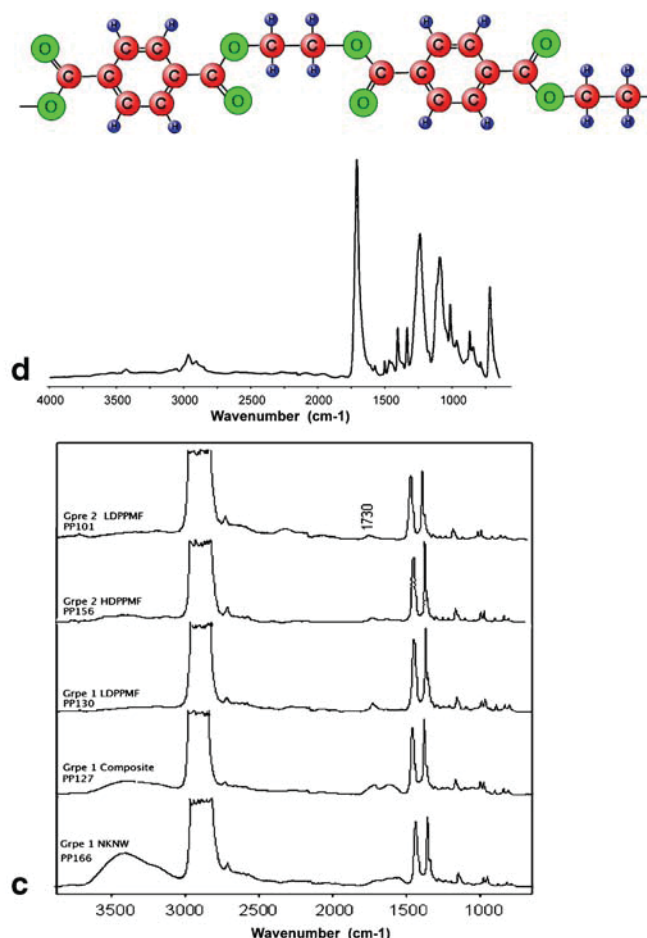 H H H H H H
O C C O C C O C C O
C C C C H H C C C C H H
O C C O O C C O C C
H H H H H H
d
4000 3500 3000 2500 2000 1500 1000
Wavenumber (cm-1)
Gpre 2 LDPPMF
PP101
1730
Grpe 2 HDPPMF
PP156
Grpe 1 LDPPMF
PP130
Grpe 1 Composite
PP127
Grpe 1 NKNW
PP166
c
3500 3000 2500 2000 1500 1000
Wavenumber (cm-1)